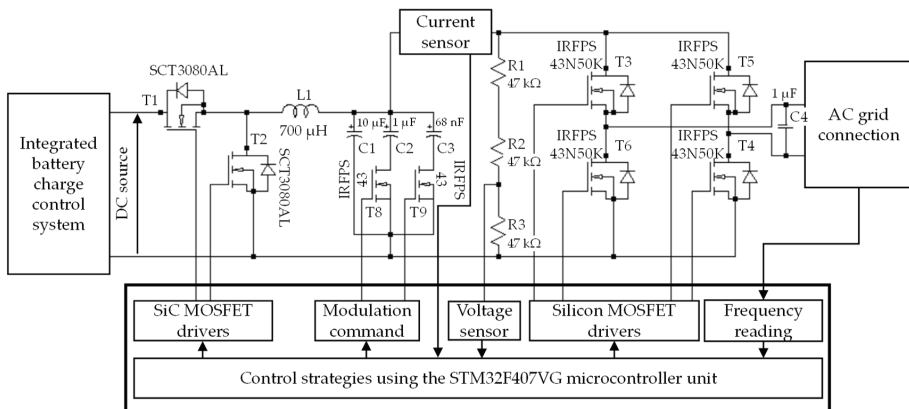 Current
sensor
SCT3080AL
T1
Integrated
battery
charge
control
system
DC source
T2
SCT3080AL
L1
700 µH
10 µF
1 µF
68 nF
C1
C2
C3
IRFPS
43
T8
IRFPS
43
T9
R1
47 kΩ
R2
47 kΩ
R3
47 kΩ
IRFPS
43N50K
T3
IRFPS
43N50K
T5
IRFPS
43N50K
T6
IRFPS
43N50K
T4
1 µF
C4
AC grid
connection
SiC MOSFET
drivers
Modulation
command
Voltage
sensor
Silicon MOSFET
drivers
Frequency
reading
Control strategies using the STM32F407VG microcontroller unit